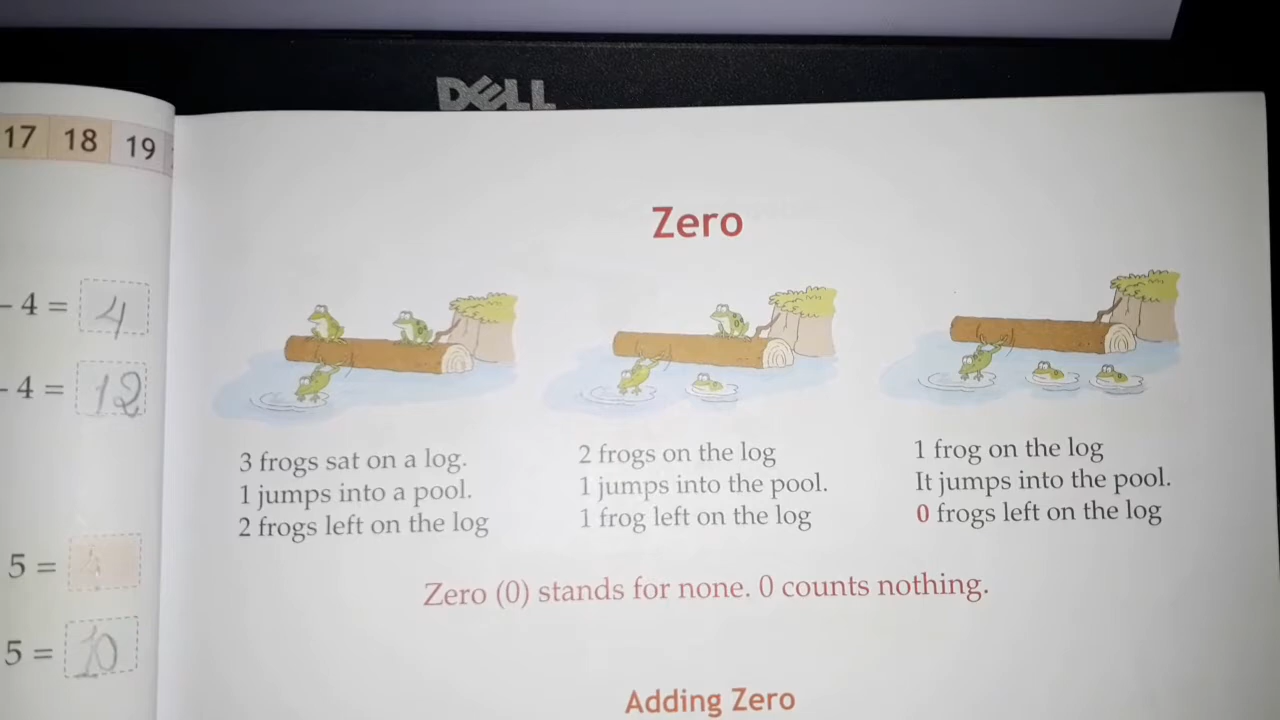 DELL
17 18 19
- 4 = 4
- 4 = 12
5 =
5 = 10
Zero
3 frogs sat on a log.
1 jumps into a pool.
2 frogs left on the log
2 frogs on the log
1 jumps into the pool.
1 frog left on the log
1 frog on the log
It jumps into the pool.
0 frogs left on the log
Zero (0) stands for none. 0 counts nothing.
Adding Zero